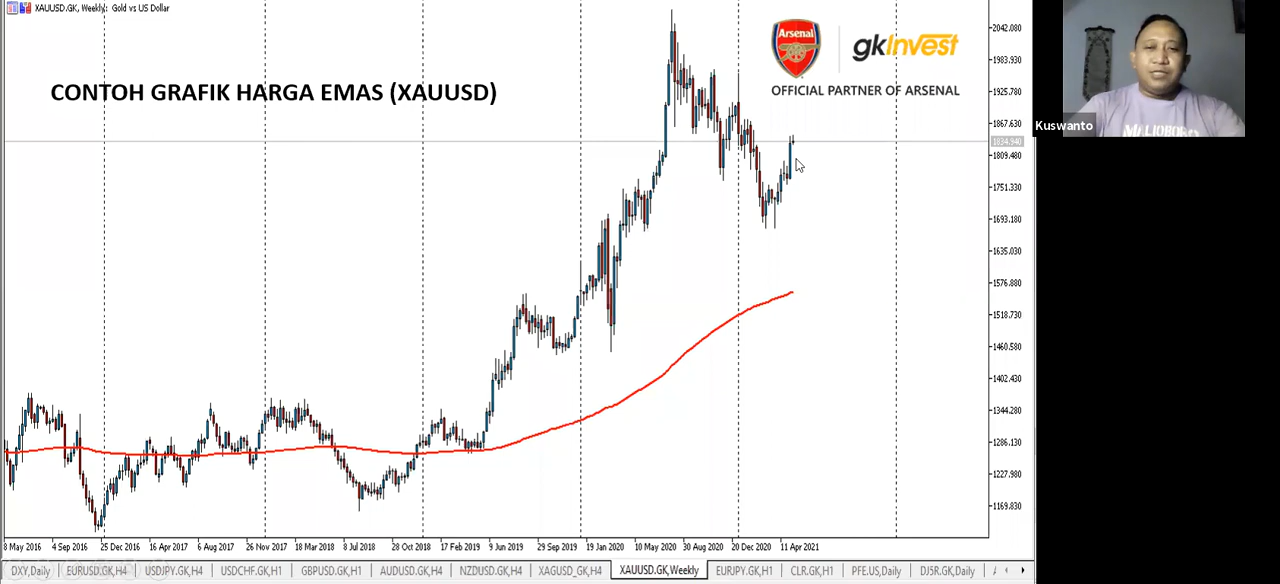 XAUUSD.GK, Weekly: Gold vs US Dollar
CONTOH GRAFIK HARGA EMAS (XAUUSD)
Arsenal
gkinvest
OFFICIAL PARTNER OF ARSENAL
Kuswanto
MALIOBORO
2042.080
1983.930
1925.780
1867.630
1834.940
1809.480
1751.330
1693.180
1635.030
1576.880
1518.730
1460.580
1402.430
1344.280
1286.130
1227.980
1169.830
8 May 2016 4 Sep 2016 25 Dec 2016 16 Apr 2017 6 Aug 2017 26 Nov 2017 18 Mar 2018 8 Jul 2018 28 Oct 2018 17 Feb 2019 9 Jun 2019 29 Sep 2019 19 Jan 2020 10 May 2020 30 Aug 2020 20 Dec 2020 11 Apr 2021
DXY,Daily EURUSD.GK,H4 USDJPY.GK,H4 USDCHF.GK,H1 GBPUSD.GK,H1 AUDUSD.GK,H4 NZDUSD.GK,H4 XAGUSD_GK,H4 XAUUSD.GK,Weekly EURJPY.GK,H1 CLR.GK,H1 PFE.US,Daily DJ5R.GK,Daily